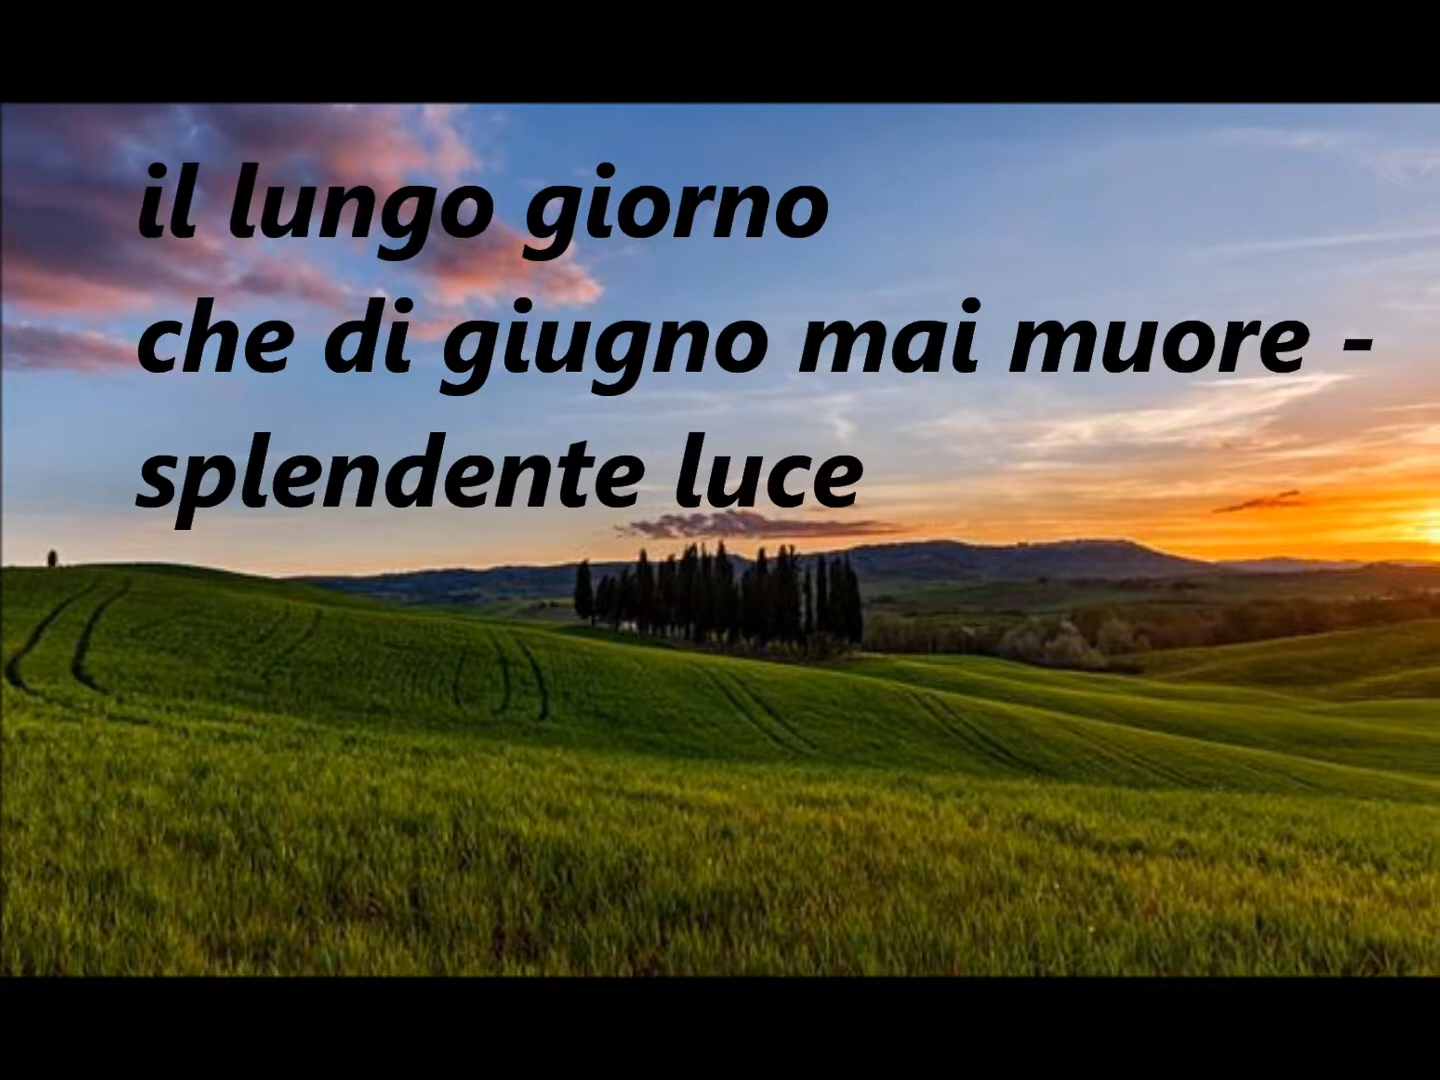 il lungo giorno
che di giugno mai muore -
splendente luce